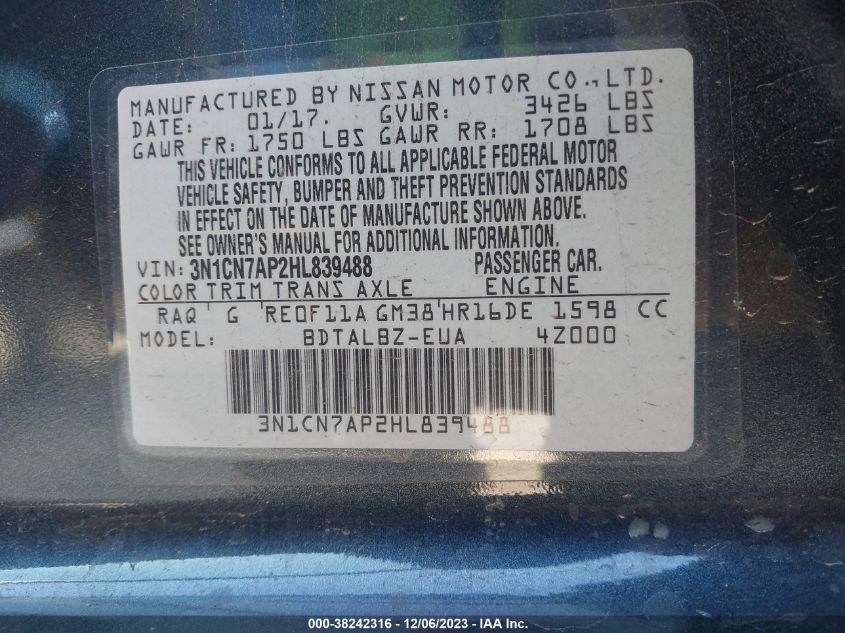 MANUFACTURED BY NISSAN MOTOR CO., LTD.
DATE: 01/17. GVWR: 3426 LBS
GAWR FR: 1750 LBS GAWR RR: 1708 LBS
THIS VEHICLE CONFORMS TO ALL APPLICABLE FEDERAL MOTOR
VEHICLE SAFETY, BUMPER AND THEFT PREVENTION STANDARDS
IN EFFECT ON THE DATE OF MANUFACTURE SHOWN ABOVE.
SEE OWNER'S MANUAL FOR ADDITIONAL INFORMATION.
VIN: 3N1CN7AP2HL839488 PASSENGER CAR.
COLOR TRIM TRANS AXLE ENGINE
RAQ G RE0F11A GM38 HR16DE 1598 CC
MODEL: BDTALBZ-EUA 4Z000
3N1CN7AP2HL839488
000-38242316 - 12/06/2023 - © IAA Holdings, LLC.